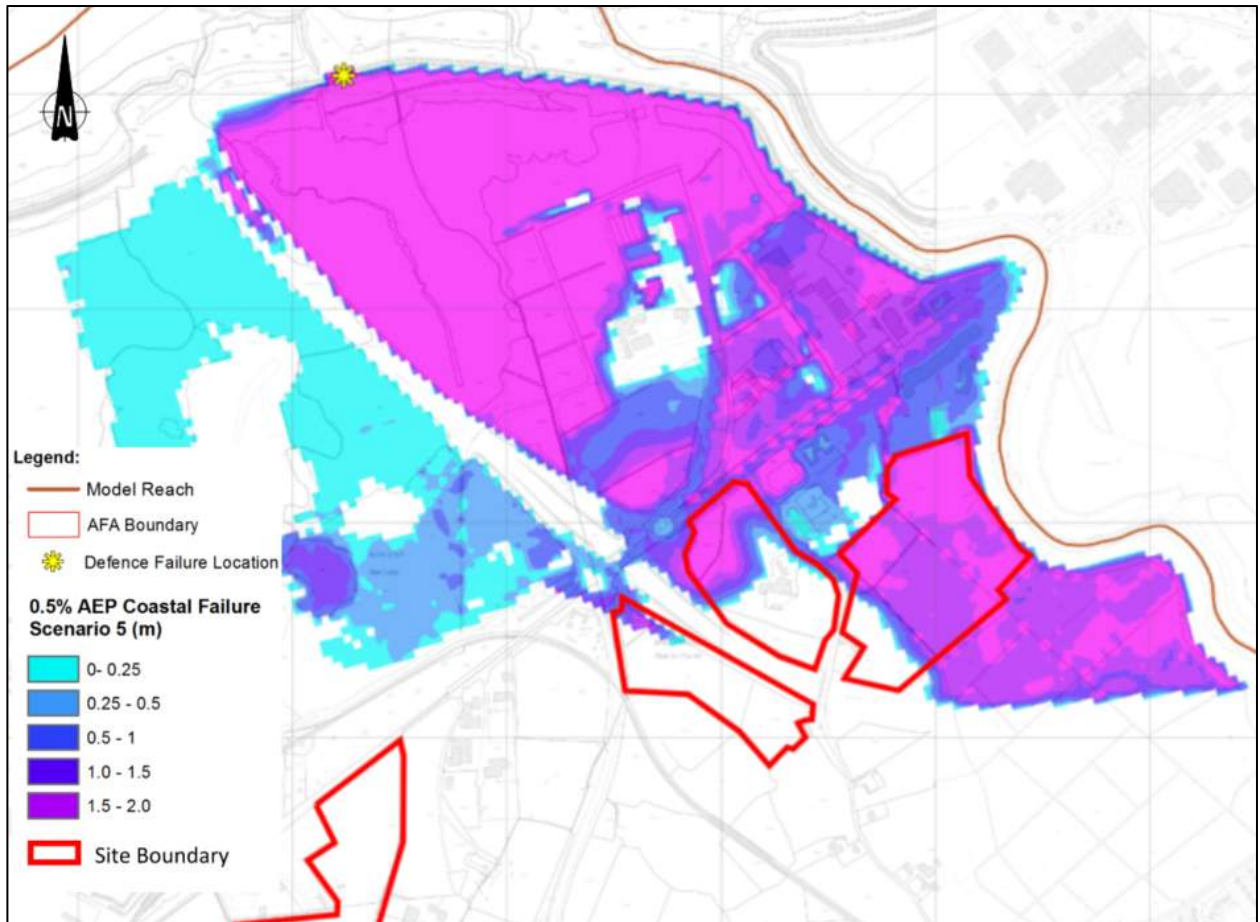 N
Legend:
Model Reach
AFA Boundary
Defence Failure Location
0.5% AEP Coastal Failure
Scenario 5 (m)
0- 0.25
0.25 - 0.5
0.5 - 1
1.0 - 1.5
1.5 - 2.0
Site Boundary